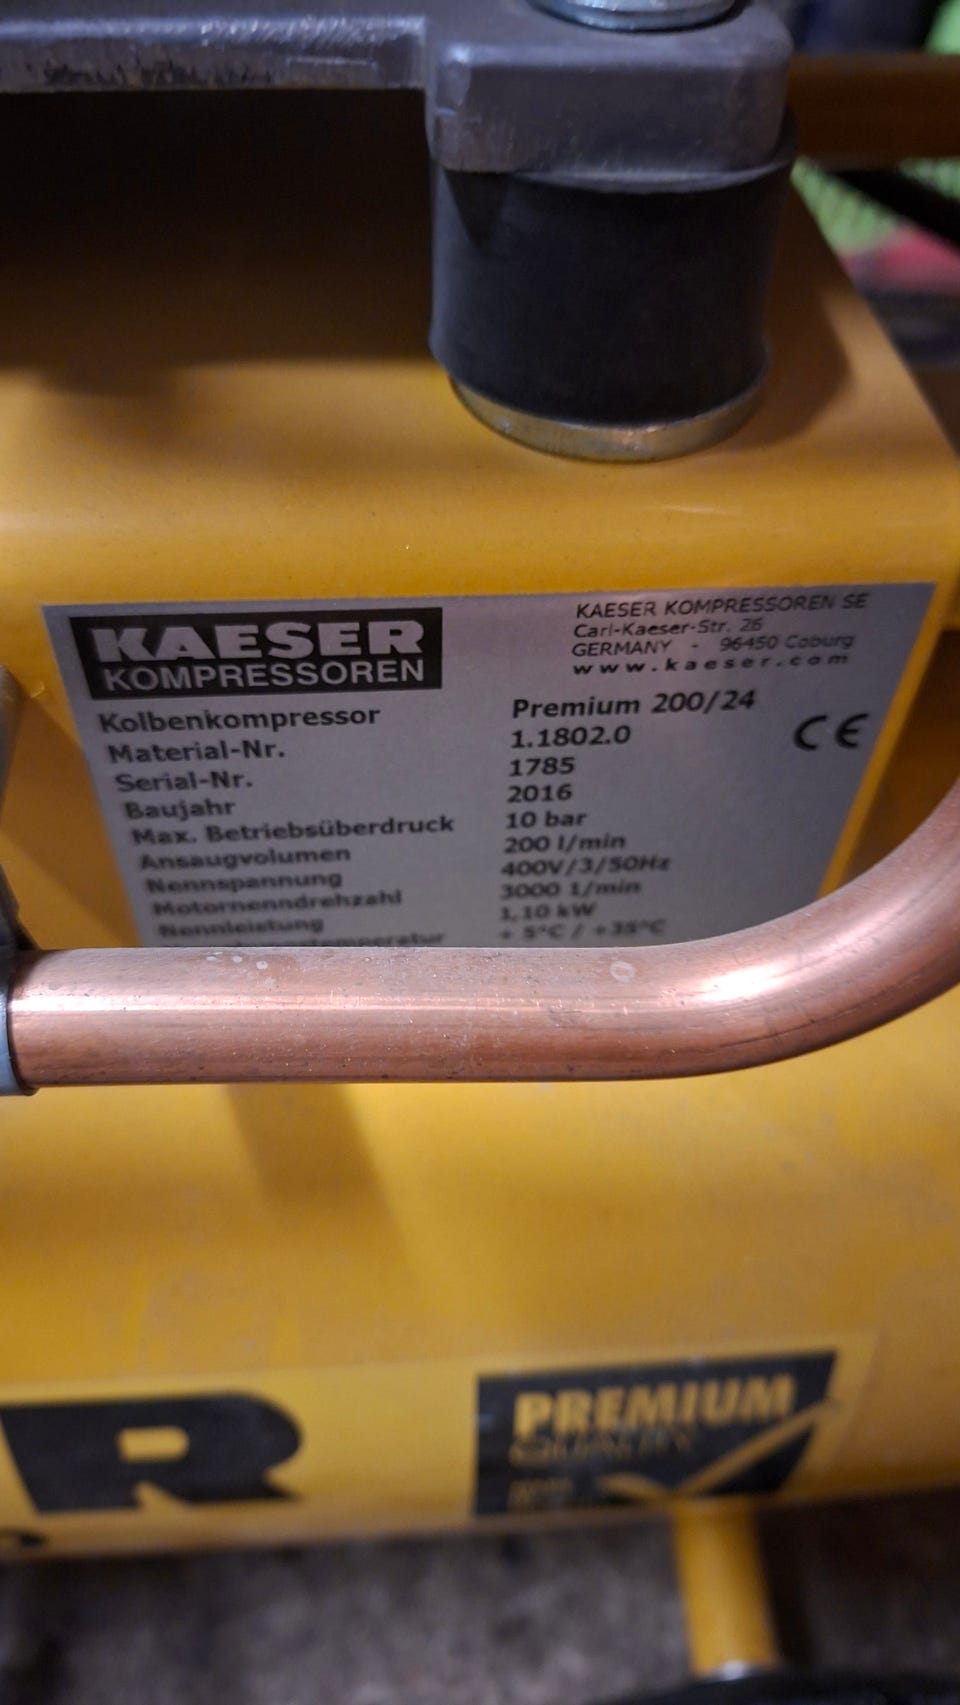 KAESER
KOMPRESSOREN
KAESER KOMPRESSOREN SE
Carl-Kaeser-Str. 26
GERMANY - 96450 Coburg
www.kaeser.com
Kolbenkompressor Premium 200/24
Material-Nr. 1.1802.0
Serial-Nr. 1785
Baujahr 2016
Max. Betriebsüberdruck 10 bar
Ansaugvolumen 200 l/min
Nennspannung 400V/3/50Hz
Motornenndrehzahl 3000 1/min
Nennleistung 1,10 kW
+ 5°C / +35°C
CE
R
PREMIUM
QUALITY